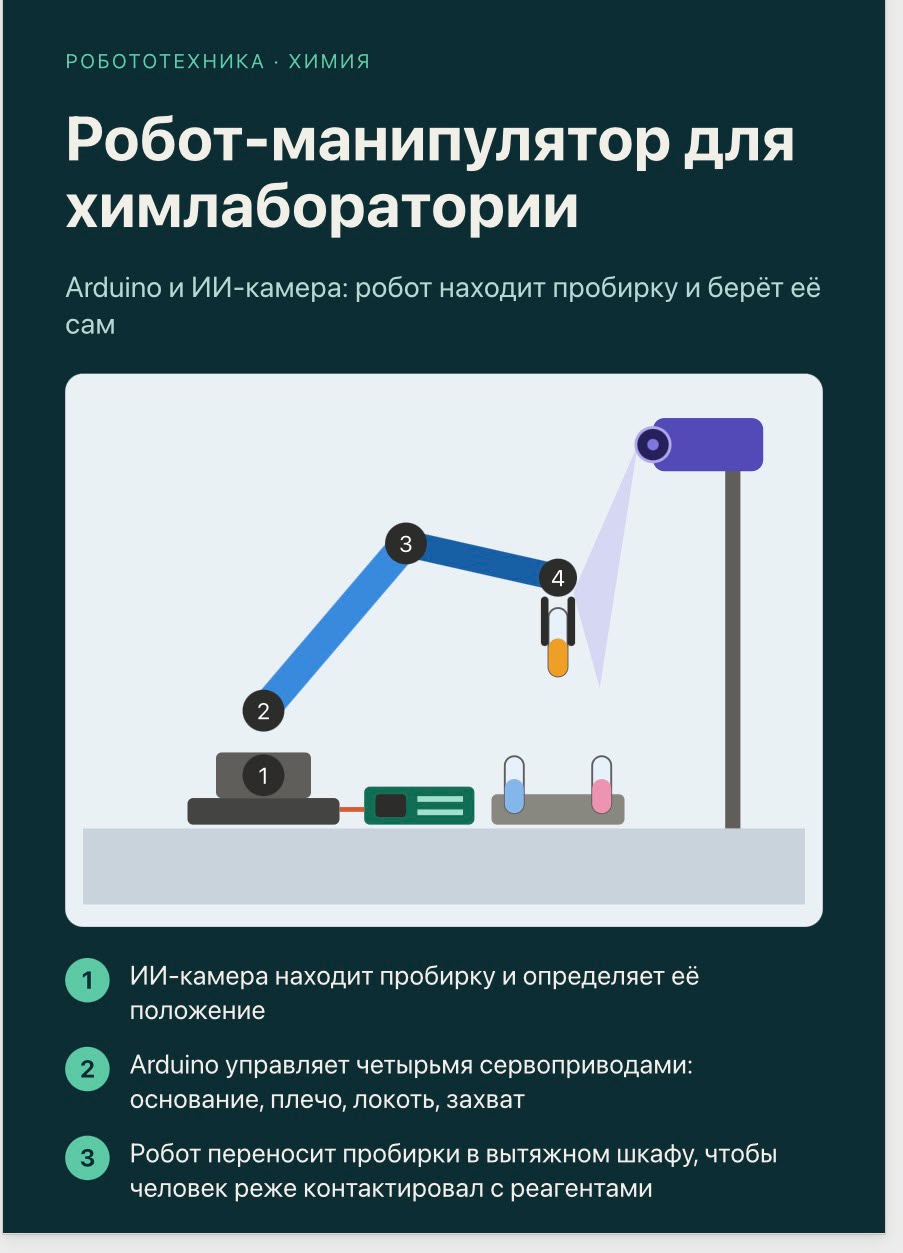 РОБОТОТЕХНИКА · ХИМИЯ
Робот-манипулятор для
химлаборатории
Arduino и ИИ-камера: робот находит пробирку и берёт её
сам
3
4
2
1
1 ИИ-камера находит пробирку и определяет её
положение
2 Arduino управляет четырьмя сервоприводами:
основание, плечо, локоть, захват
3 Робот переносит пробирки в вытяжном шкафу, чтобы
человек реже контактировал с реагентами